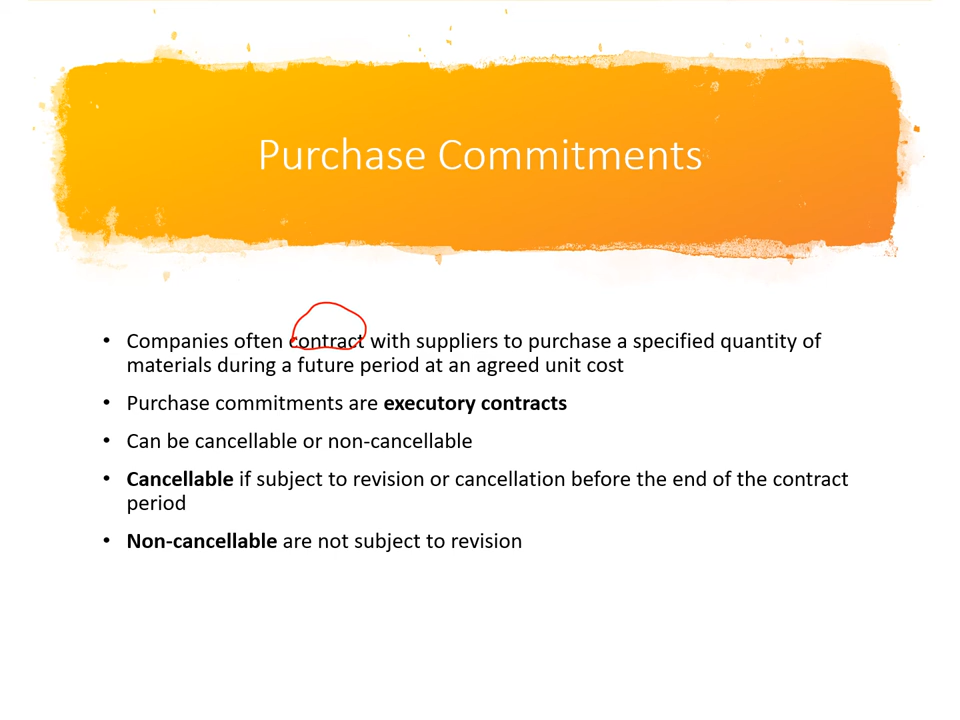 Purchase Commitments
• Companies often contract with suppliers to purchase a specified quantity of
materials during a future period at an agreed unit cost
• Purchase commitments are executory contracts
• Can be cancellable or non-cancellable
• Cancellable if subject to revision or cancellation before the end of the contract
period
• Non-cancellable are not subject to revision